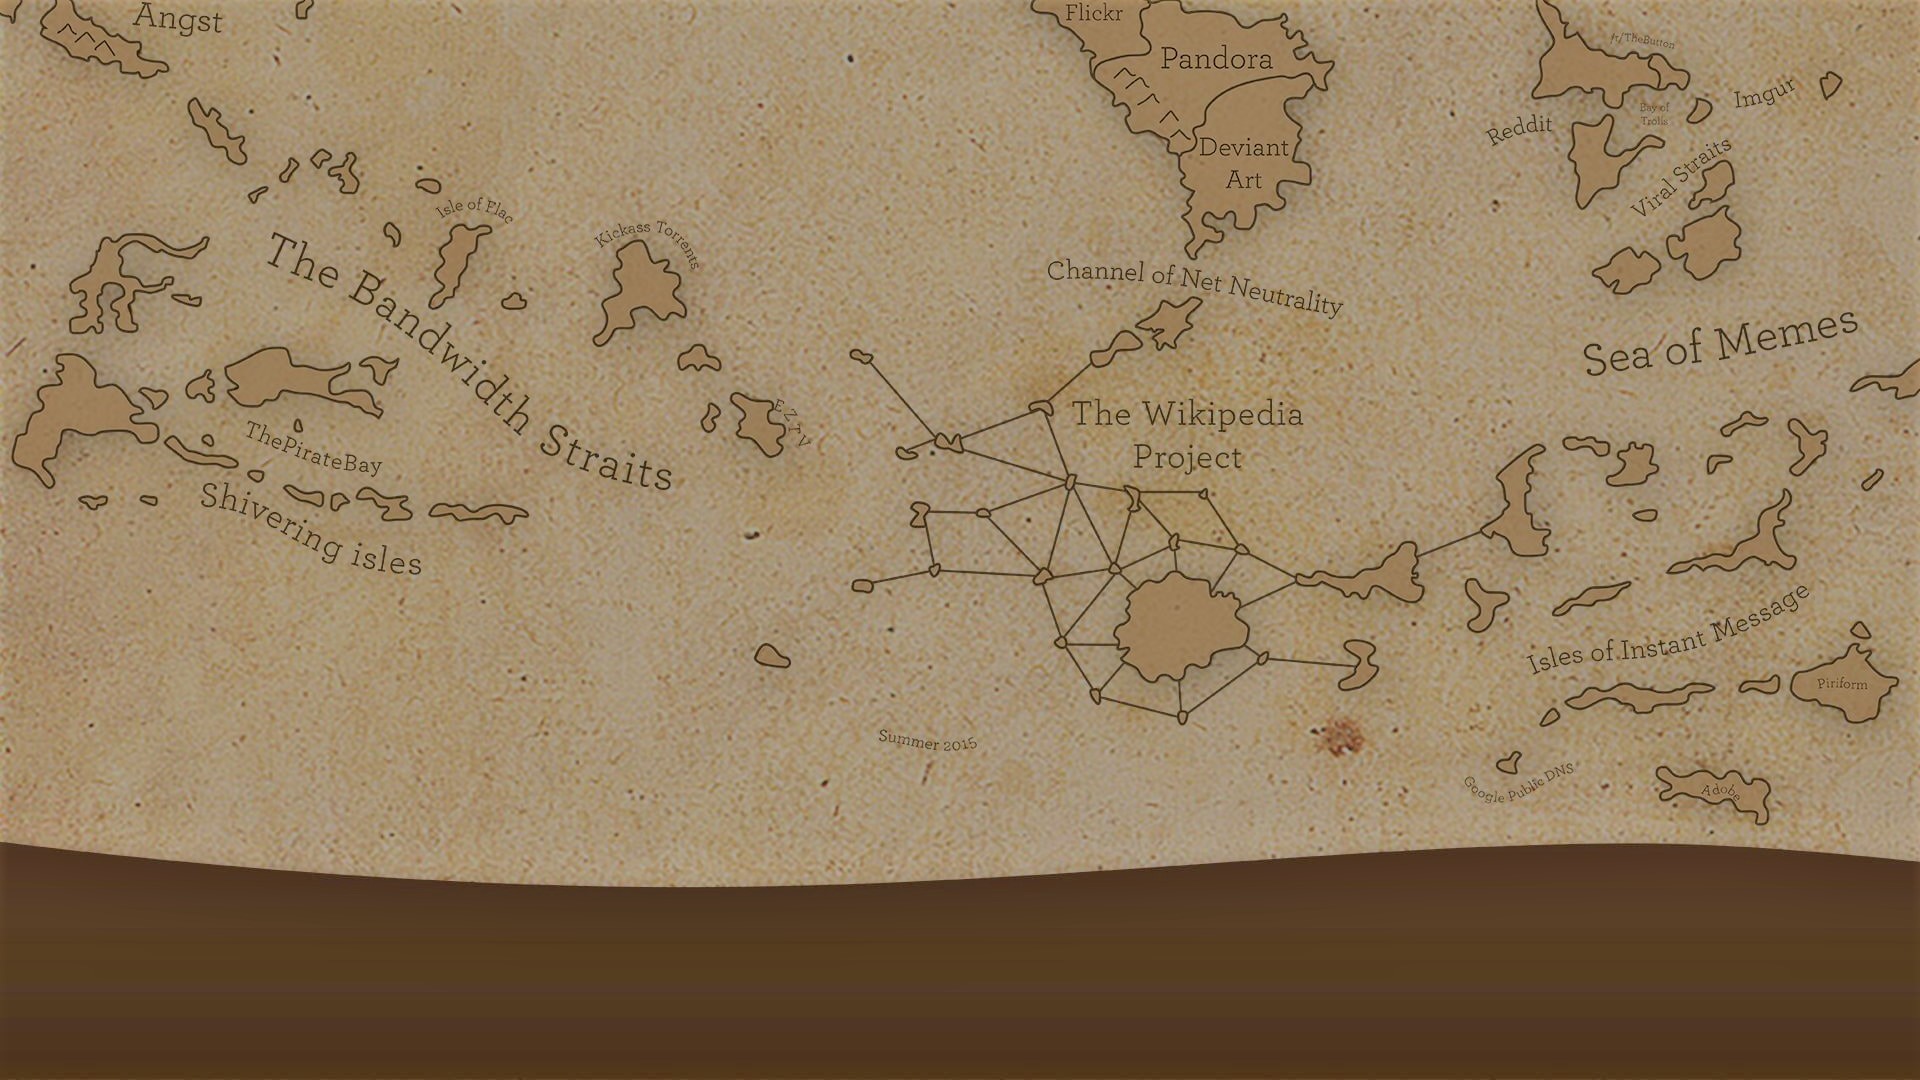 Angst
Flickr
Pandora
Deviant
Art
r/TheButton
Bay of
Trolls
Imgur
Reddit
Viral Straits
Isle of Flac
Kickass Torrents
The Bandwidth Straits
Channel of Net Neutrality
Sea of Memes
EZTV
The Wikipedia
Project
ThePirateBay
Shivering isles
Isles of Instant Message
Piriform
Summer 2015
Google Public DNS
Adobe